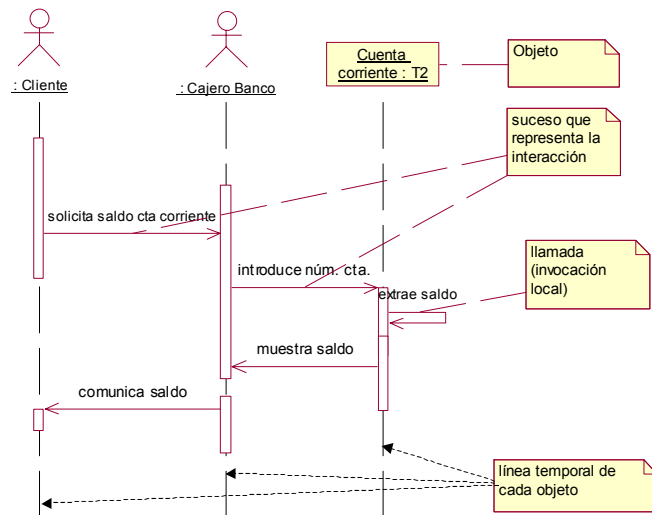 : Cliente
: Cajero Banco
Cuenta
corriente : T2
Objeto
suceso que
representa la
interacción
solicita saldo cta corriente
introduce núm. cta.
extrae saldo
llamada
(invocación
local)
muestra saldo
comunica saldo
línea temporal de
cada objeto